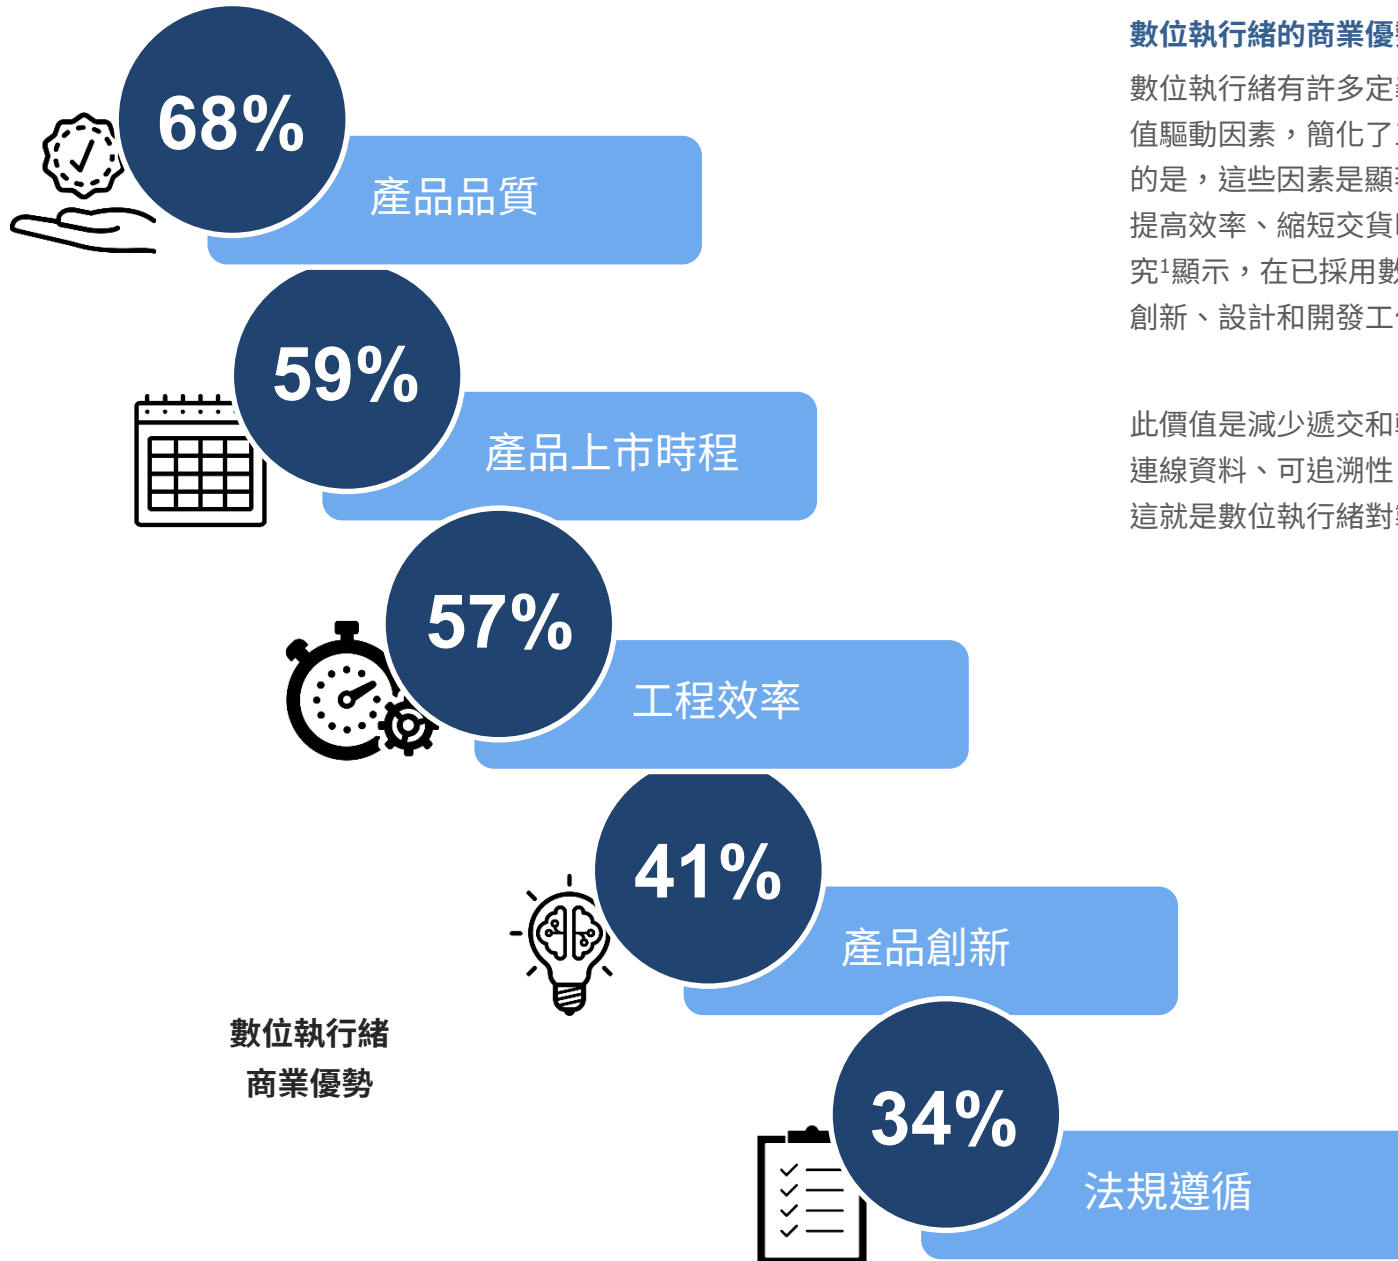 68%
產品品質
59%
產品上市時程
57%
工程效率
41%
產品創新
34%
法規遵循
數位執行緒
商業優勢
數位執行緒的商業優
數位執行緒有許多定
值驅動因素，簡化了
的是，這些因素是顯
提高效率、縮短交貨
究1顯示，在已採用數
創新、設計和開發工
此價值是減少遞交和
連線資料、可追溯性
這就是數位執行緒對